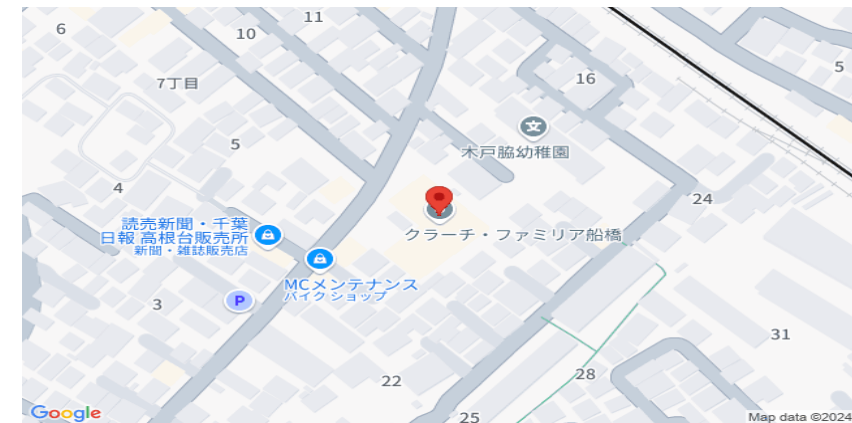 11
6
10
7丁目
5
16
木戸脇幼稚園
5
4
24
読売新聞・千葉
日報 高根台販売所
新聞・雑誌販売店
クラーチ・ファミリア船橋
MCメンテナンス
バイクショップ
P
3
31
22
28
25
Google
Map data ©2024